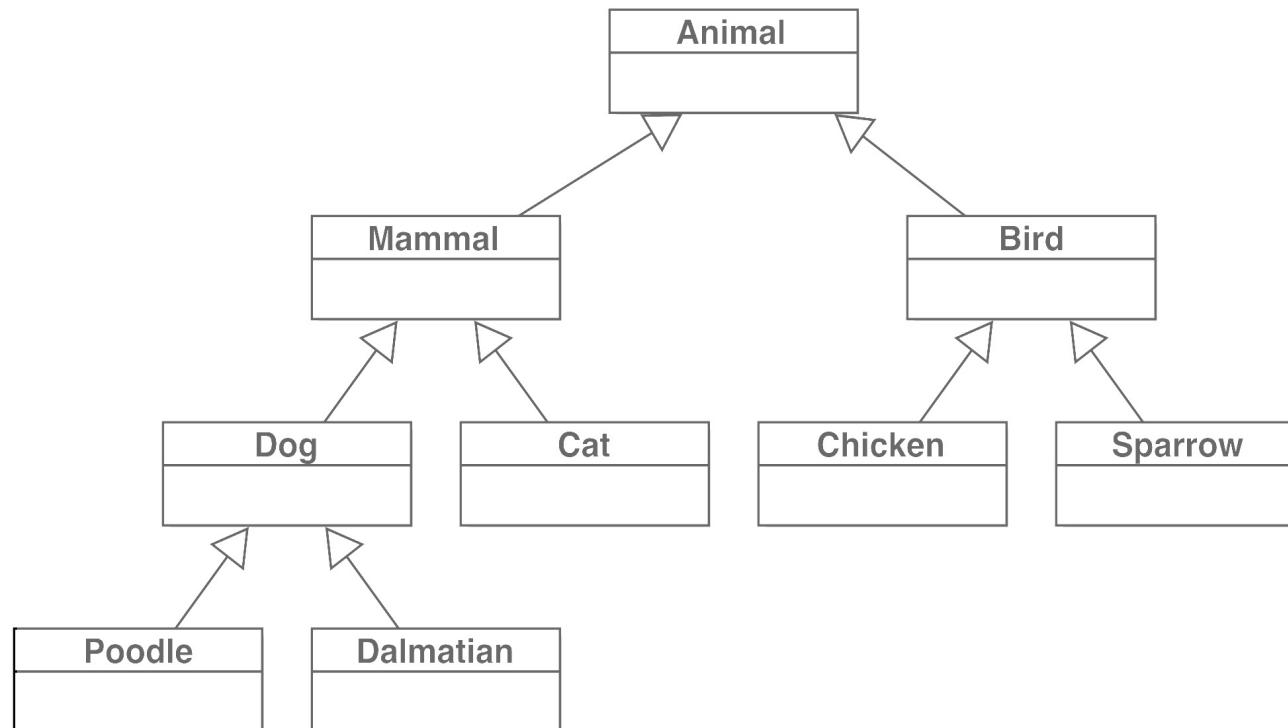 Animal
Mammal
Bird
Dog
Cat
Chicken
Sparrow
Poodle
Dalmatian